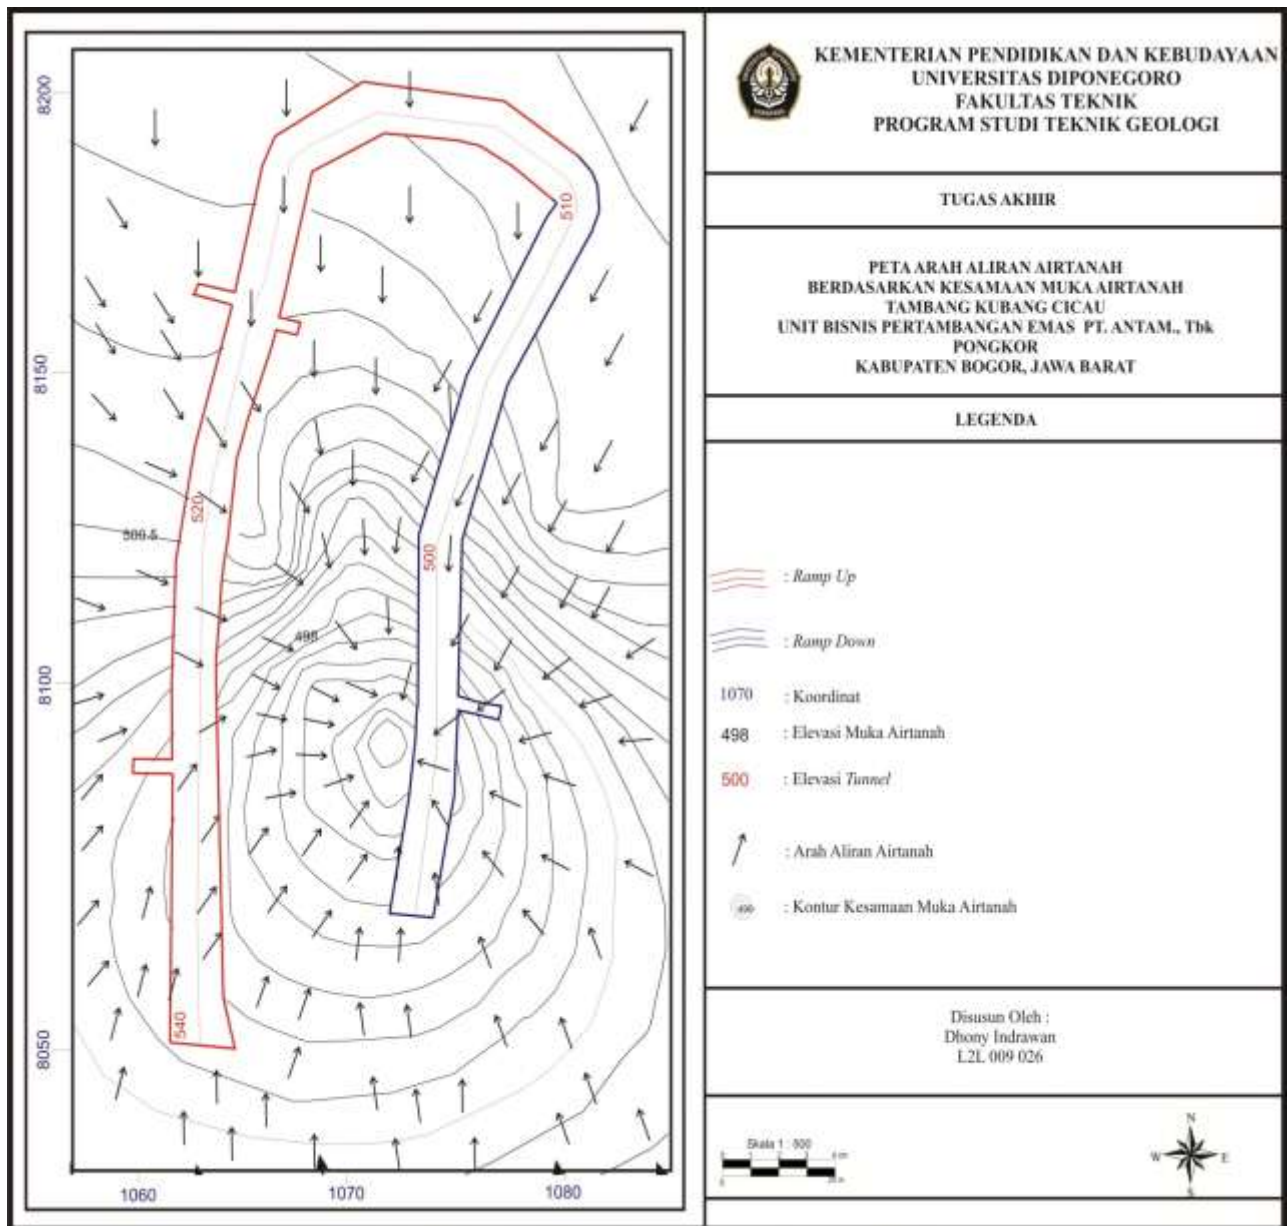 KEMENTERIAN PENDIDIKAN DAN KEBUDAYAAN
UNIVERSITAS DIPONEGORO
FAKULTAS TEKNIK
PROGRAM STUDI TEKNIK GEOLOGI
TUGAS AKHIR
PETA ARAH ALIRAN AIRTANAH
BERDASARKAN KESAMAAN MUKA AIRTANAH
TAMBANG KUBANG CICAU
UNIT BISNIS PERTAMBANGAN EMAS PT. ANTAM., Tbk
PONGKOR
KABUPATEN BOGOR, JAWA BARAT
LEGENDA
: Ramp Up
: Ramp Down
1070 : Koordinat
498 : Elevasi Muka Airtanah
500 : Elevasi Tunnel
: Arah Aliran Airtanah
: Kontur Kesamaan Muka Airtanah
Disusun Oleh :
Dhony Indrawan
L2L 009 026
Skala 1 : 500
N
W E
S
8200
8150
8100
8050
1060 1070 1080
510
520
500
498
540